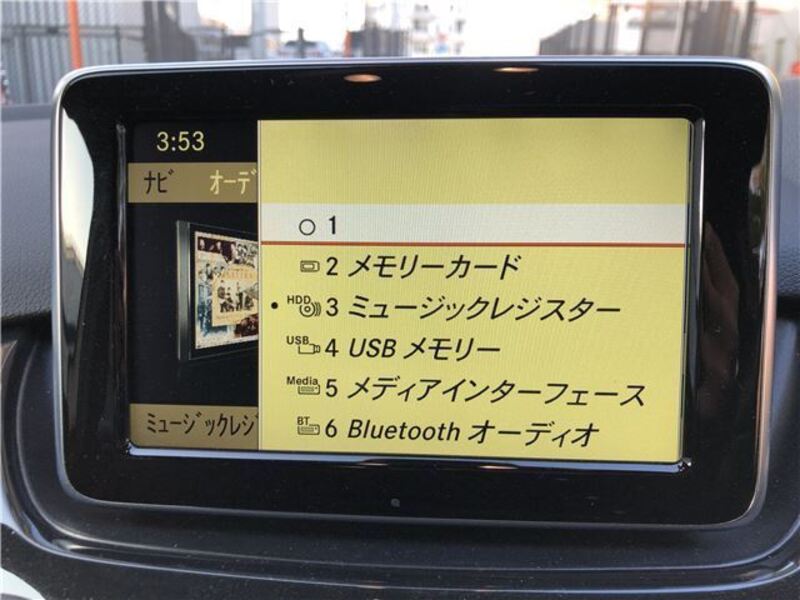 3:53
ナビ オーデ
1
2 メモリーカード
HDD 3 ミュージックレジスター
USB 4 USB メモリー
Media 5 メディアインターフェース
BT 6 Bluetooth オーディオ
ミュージックレジ